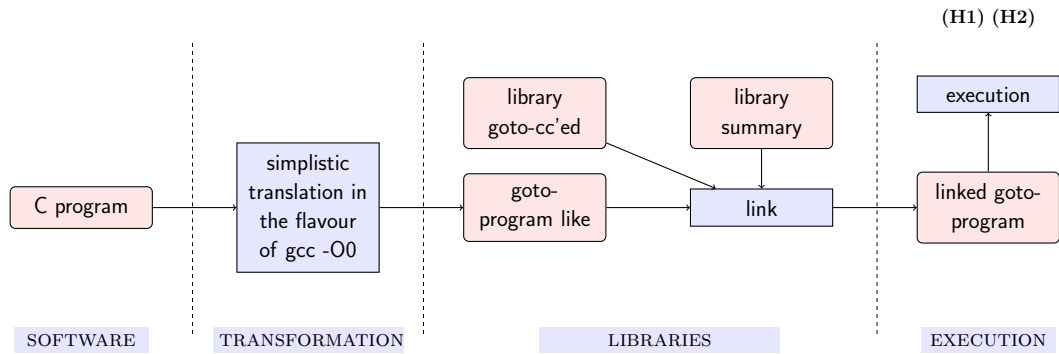 (H1) (H2)
library
goto-cc'ed
library
summary
execution
simplistic
translation in
the flavour
of gcc -O0
C program
goto-
program like
link
linked goto-
program
SOFTWARE
TRANSFORMATION
LIBRARIES
EXECUTION